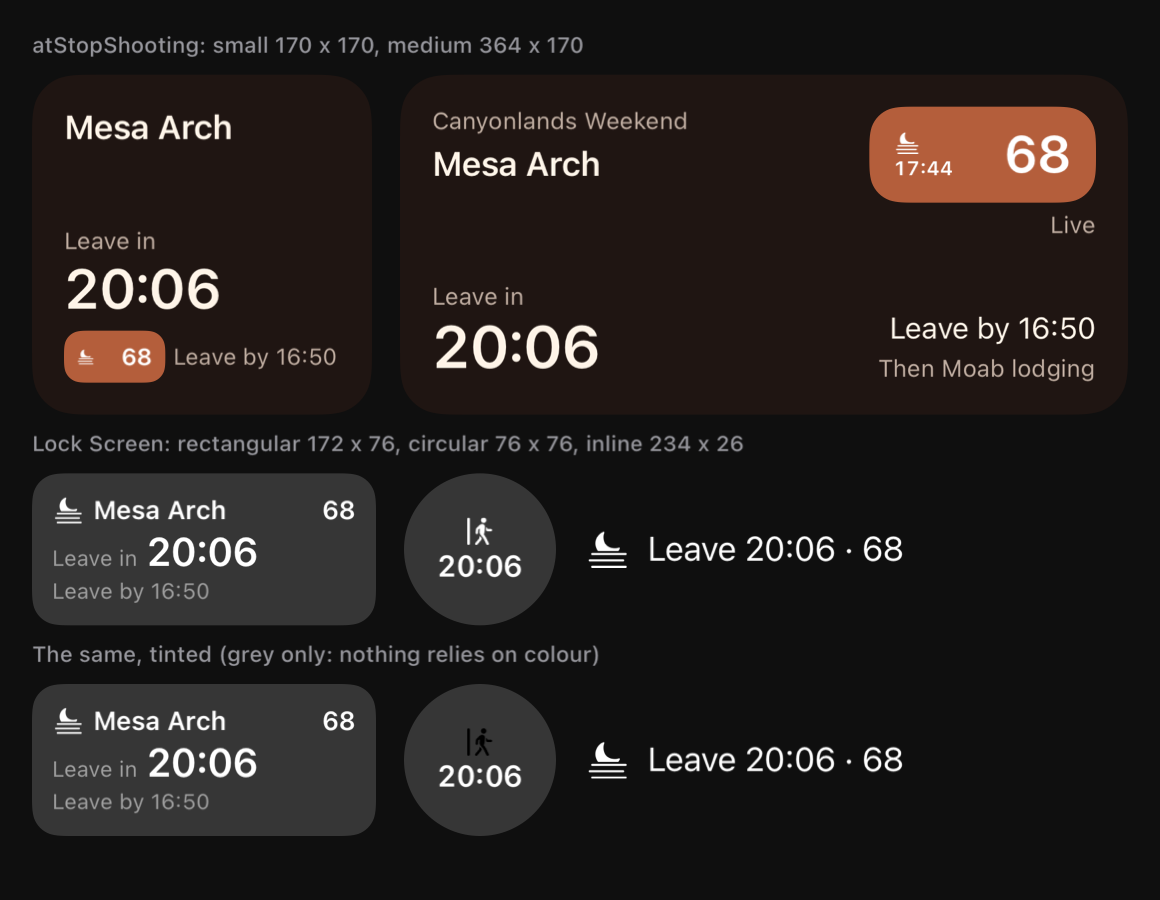 atStopShooting: small 170 x 170, medium 364 x 170
Mesa Arch
Leave in
20:06
68 Leave by 16:50
Canyonlands Weekend
Mesa Arch
17:44 68
Live
Leave in
20:06
Leave by 16:50
Then Moab lodging
Lock Screen: rectangular 172 x 76, circular 76 x 76, inline 234 x 26
Mesa Arch 68
Leave in 20:06
Leave by 16:50
20:06
Leave 20:06 · 68
The same, tinted (grey only: nothing relies on colour)
Mesa Arch 68
Leave in 20:06
Leave by 16:50
20:06
Leave 20:06 · 68